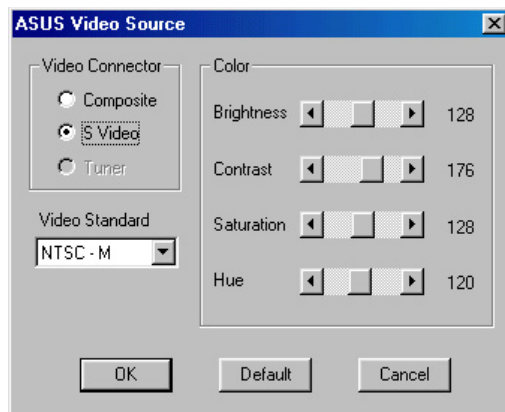 ASUS Video Source
Video Connector
Composite
S Video
Tuner
Video Standard
NTSC - M
Color
Brightness 128
Contrast 176
Saturation 128
Hue 120
OK Default Cancel